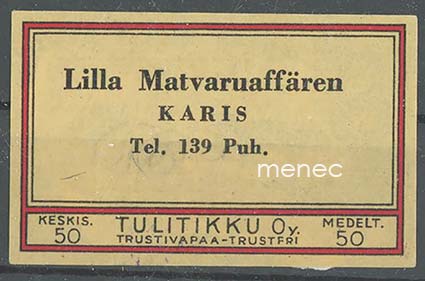 Lilla Matvaruaffären
KARIS
Tel. 139 Puh.
menec
KESKIS. 50
TULITIKKU Oy.
TRUSTIVAPAA-TRUSTFRI
MEDELT. 50